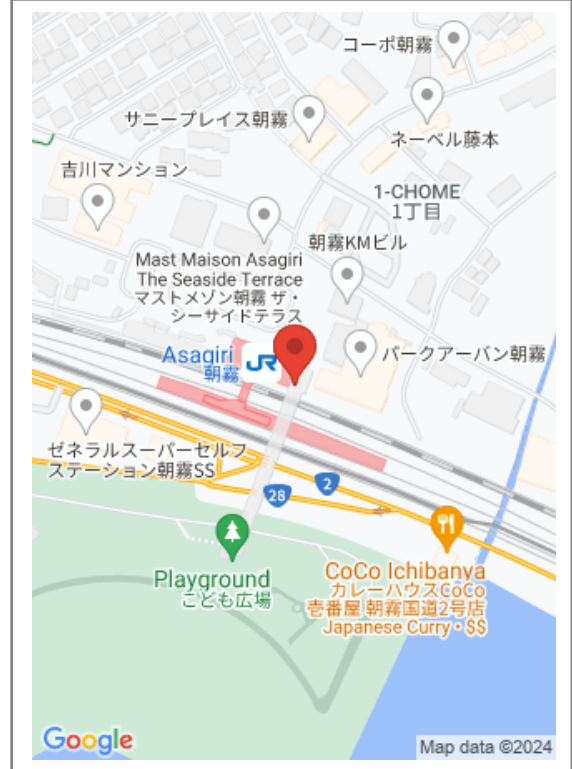 コーポ朝霧
サニープレイス朝霧
ネーベル藤本
吉川マンション
1-CHOME
1丁目
朝霧KMビル
Mast Maison Asagiri
The Seaside Terrace
マストメゾン朝霧 ザ・
シーサイドテラス
Asagiri
朝霧
JR
パークアーバン朝霧
ゼネラルスーパーセルフ
ステーション朝霧SS
2
28
Playground
こども広場
CoCo Ichibanya
カレーハウスCoCo
壱番屋 朝霧国道2号店
Japanese Curry・$$
Google
Map data ©2024